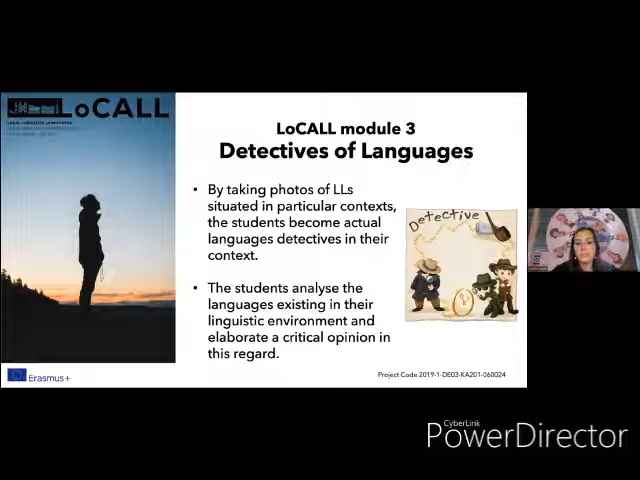 LoCALL
LoCALL module 3
Detectives of Languages
• By taking photos of LLs
situated in particular contexts,
the students become actual
languages detectives in their
context.
• The students analyse the
languages existing in their
linguistic environment and
elaborate a critical opinion in
this regard.
Detective
Project Code 2019-1-DE03-KA201-060024
Erasmus+
CyberLink
PowerDirector